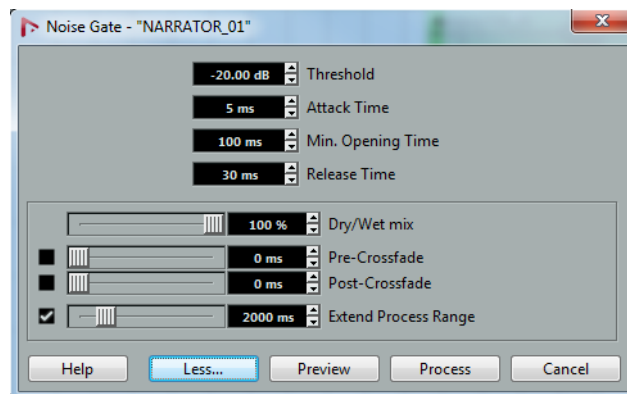 Noise Gate - "NARRATOR_01"
-20.00 dB Threshold
5 ms Attack Time
100 ms Min. Opening Time
30 ms Release Time
100 % Dry/Wet mix
0 ms Pre-Crossfade
0 ms Post-Crossfade
2000 ms Extend Process Range
Help Less... Preview Process Cancel